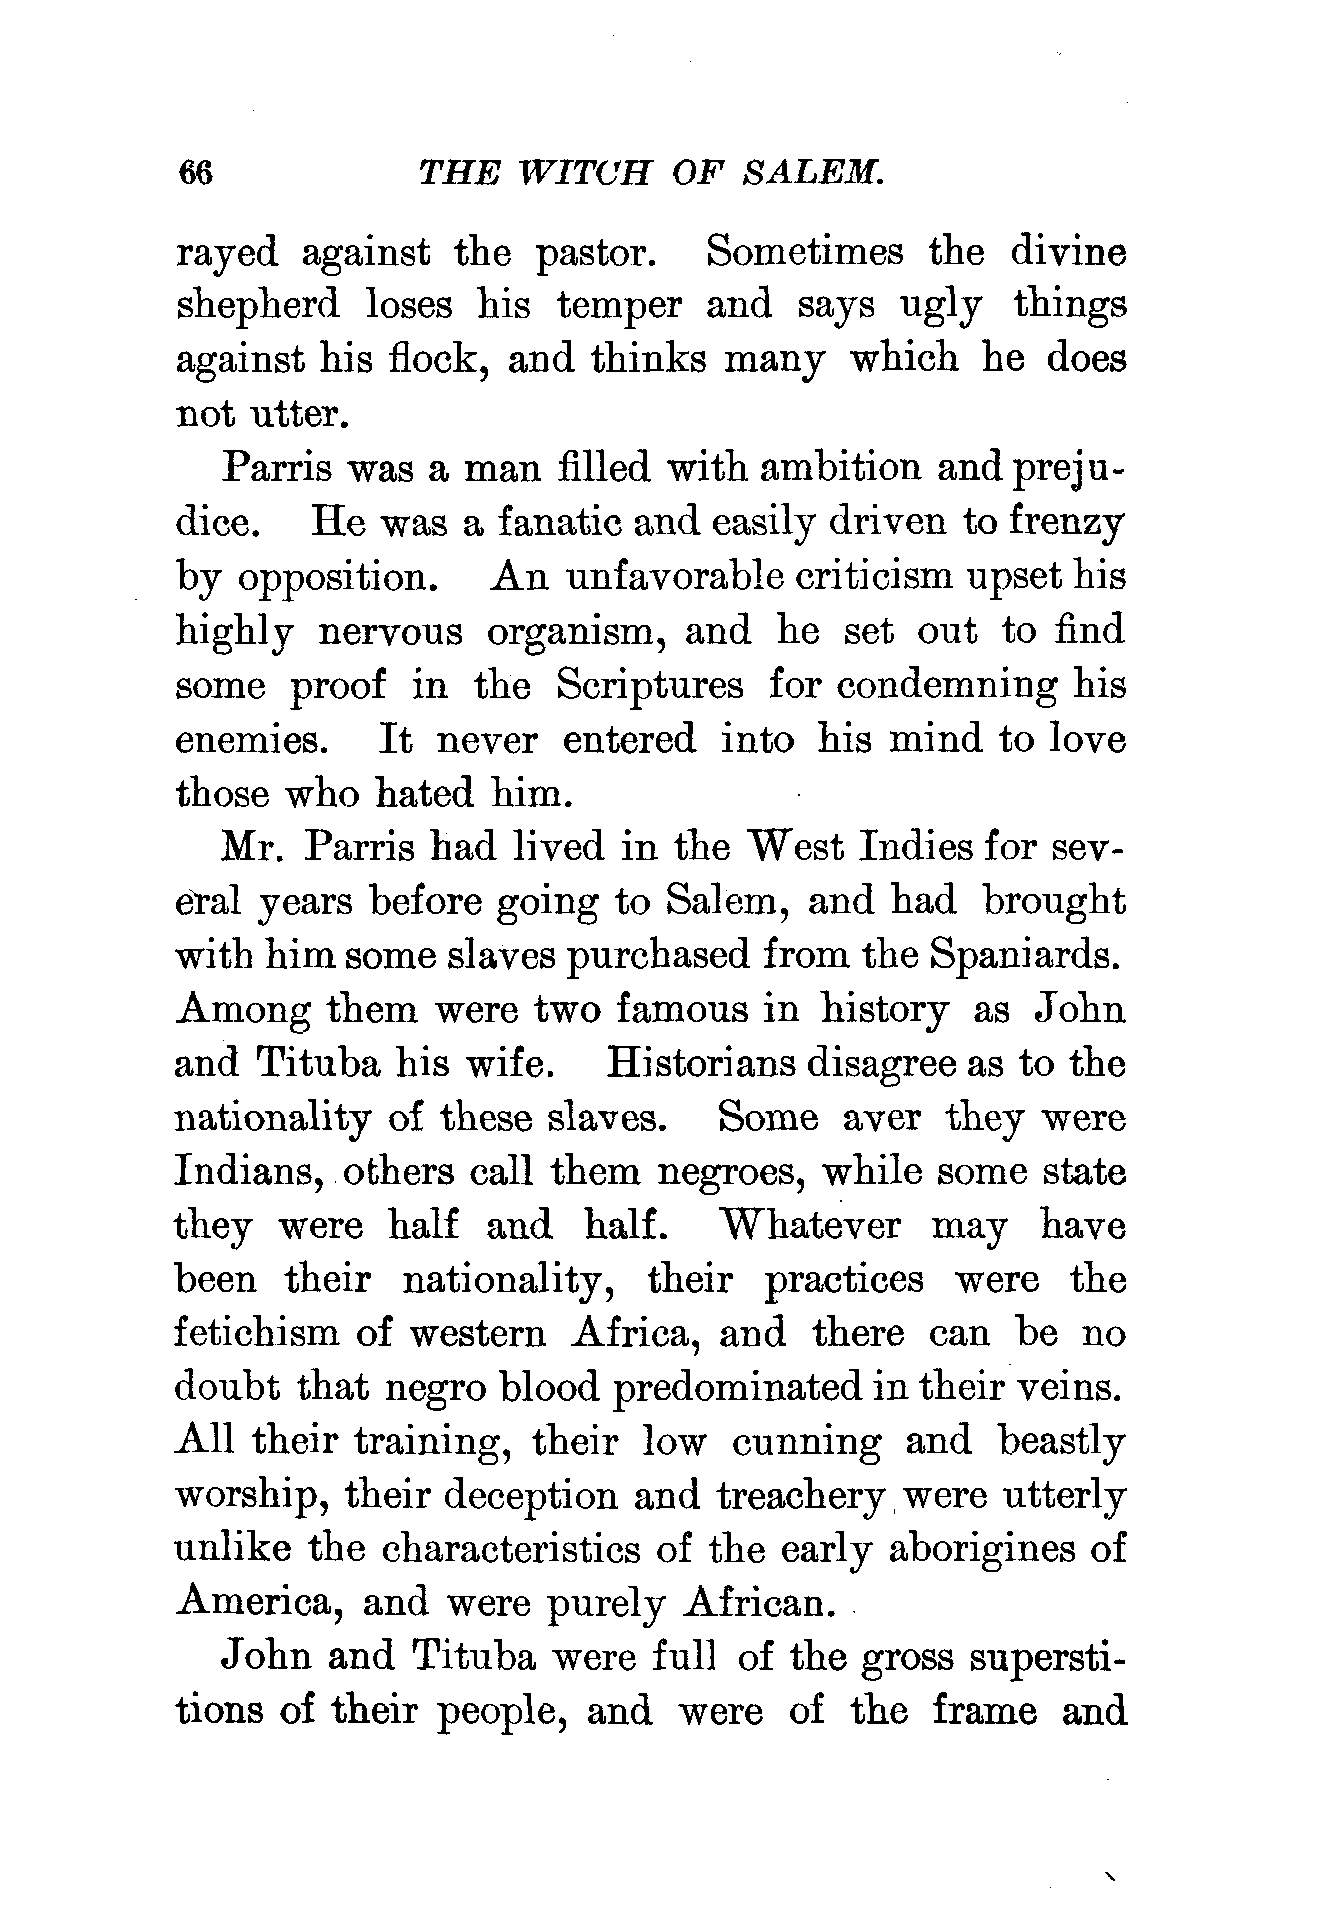 66 THE WITCH OF SALEM.
rayed against the pastor. Sometimes the divine
shepherd loses his temper and says ugly things
against his flock, and thinks many which he does
not utter.
Parris was a man filled with ambition and preju-
dice. He was a fanatic and easily driven to frenzy
by opposition. An unfavorable criticism upset his
highly nervous organism, and he set out to find
some proof in the Scriptures for condemning his
enemies. It never entered into his mind to love
those who hated him.
Mr. Parris had lived in the West Indies for sev-
eral years before going to Salem, and had brought
with him some slaves purchased from the Spaniards.
Among them were two famous in history as John
and Tituba his wife. Historians disagree as to the
nationality of these slaves. Some aver they were
Indians, others call them negroes, while some state
they were half and half. Whatever may have
been their nationality, their practices were the
fetichism of western Africa, and there can be no
doubt that negro blood predominated in their veins.
All their training, their low cunning and beastly
worship, their deception and treachery were utterly
unlike the characteristics of the early aborigines of
America, and were purely African.
John and Tituba were full of the gross supersti-
tions of their people, and were of the frame and